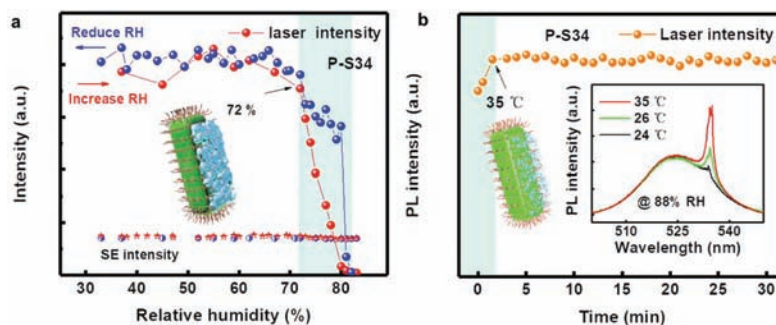 a
Reduce RH
laser intensity
P-S34
Increase RH
72 %
SE intensity
Intensity (a.u.)
40 50 60 70 80
Relative humidity (%)
b
P-S34
Laser intensity
35 ℃
35 ℃
26 ℃
24 ℃
@ 88% RH
PL intensity
510 525 540
Wavelength (nm)
PL intensity (a.u.)
0 5 10 15 20 25 30
Time (min)